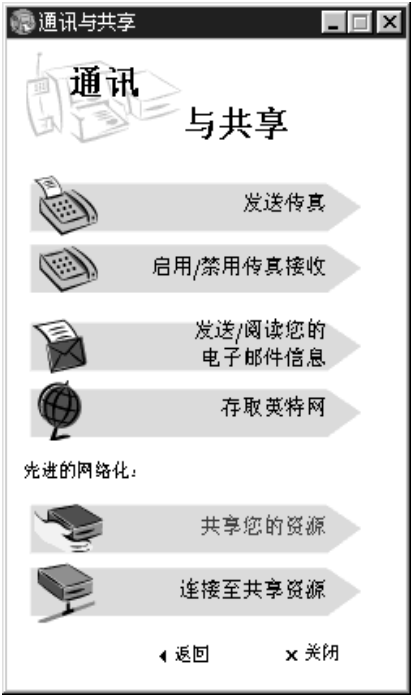 通讯与共享
通讯
与共享
发送传真
启用/禁用传真接收
发送/阅读您的
电子邮件信息
存取英特网
先进的网络化:
共享您的资源
连接至共享资源
返回
关闭